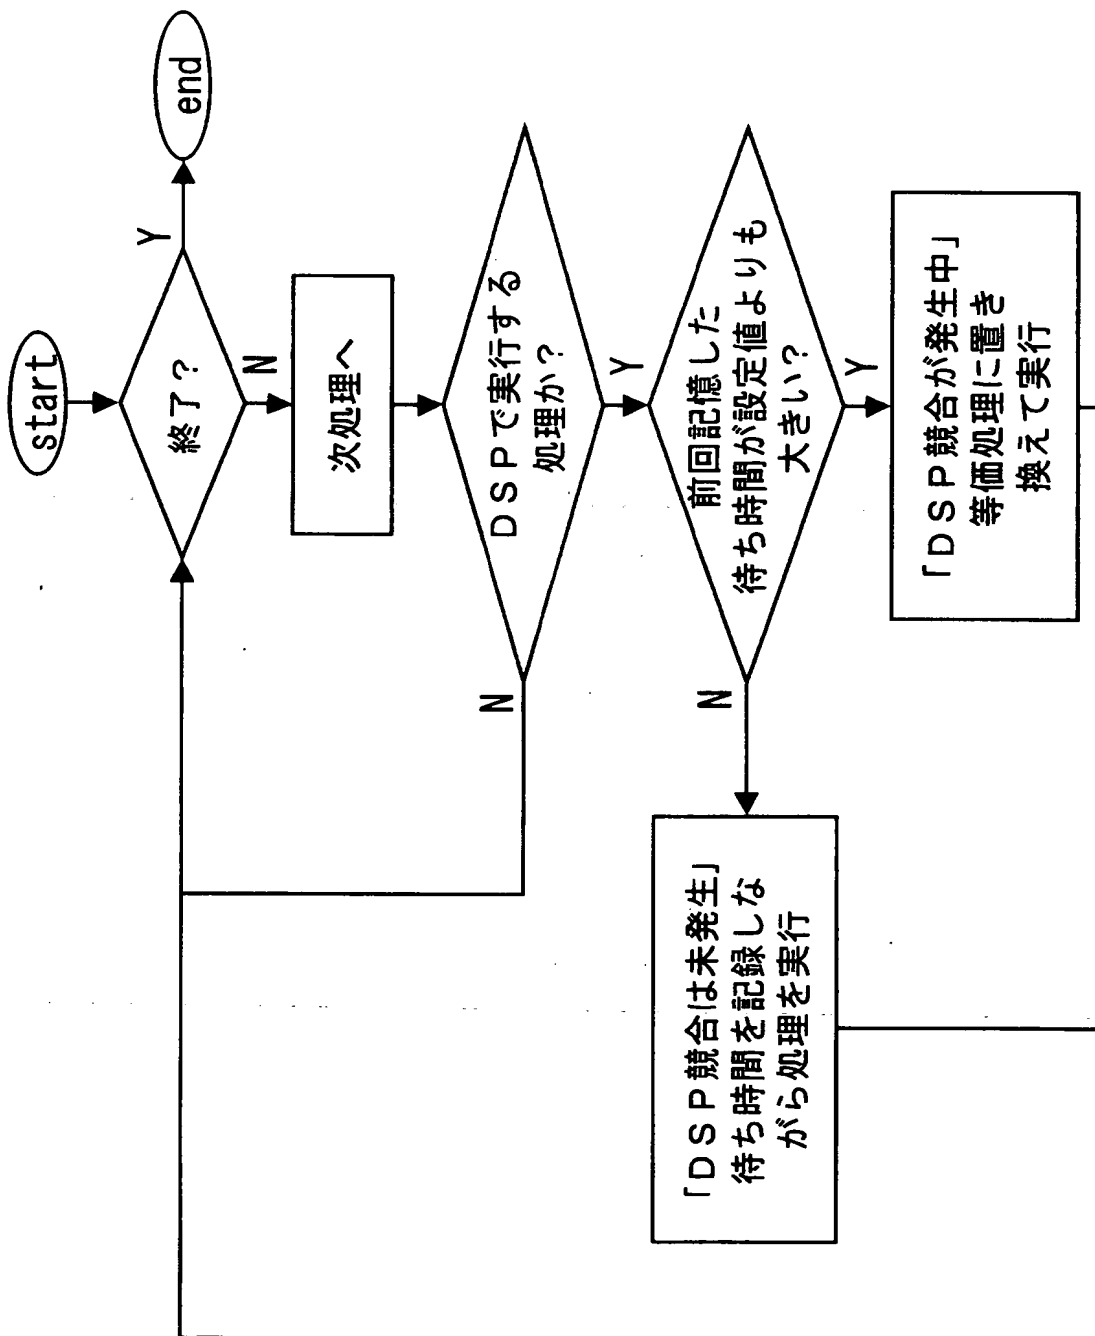 start
終了?
Y
end
N
次処理へ
DSPで実行する
処理か?
N
Y
前回記憶した
待ち時間が設定値よりも
大きい?
N
Y
「DSP競合は未発生」
待ち時間を記録しな
がら処理を実行
「DSP競合が発生中」
等価処理に置き
換えて実行